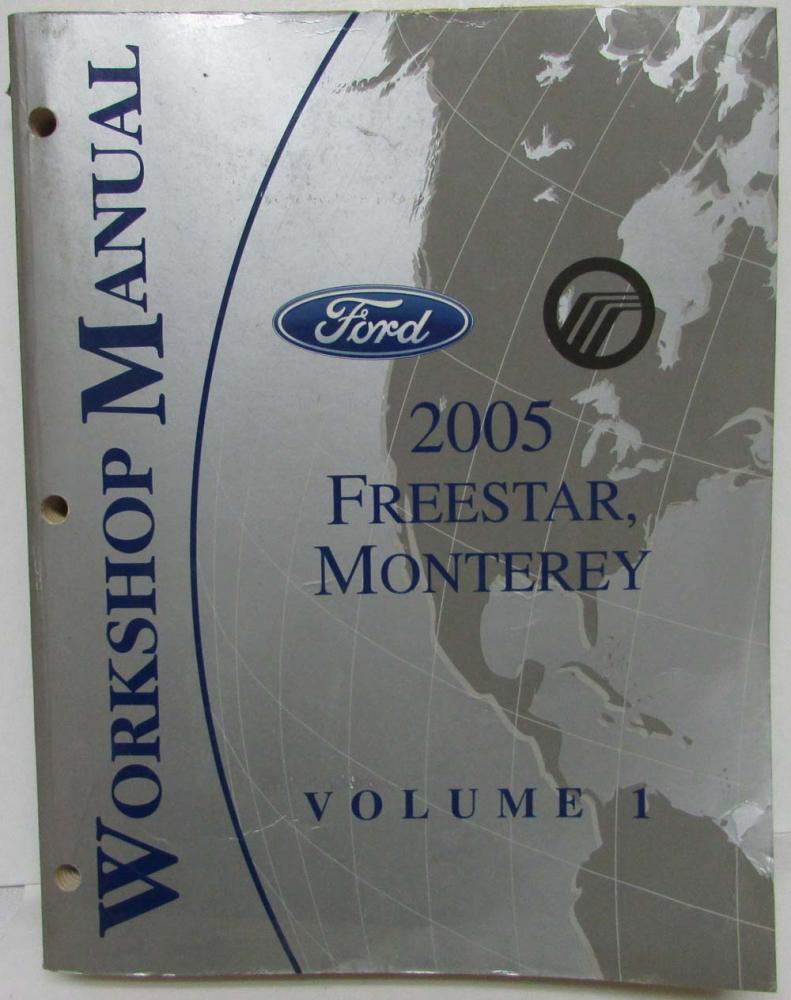 WORKSHOP MANUAL
Ford
2005
FREESTAR,
MONTEREY
VOLUME 1